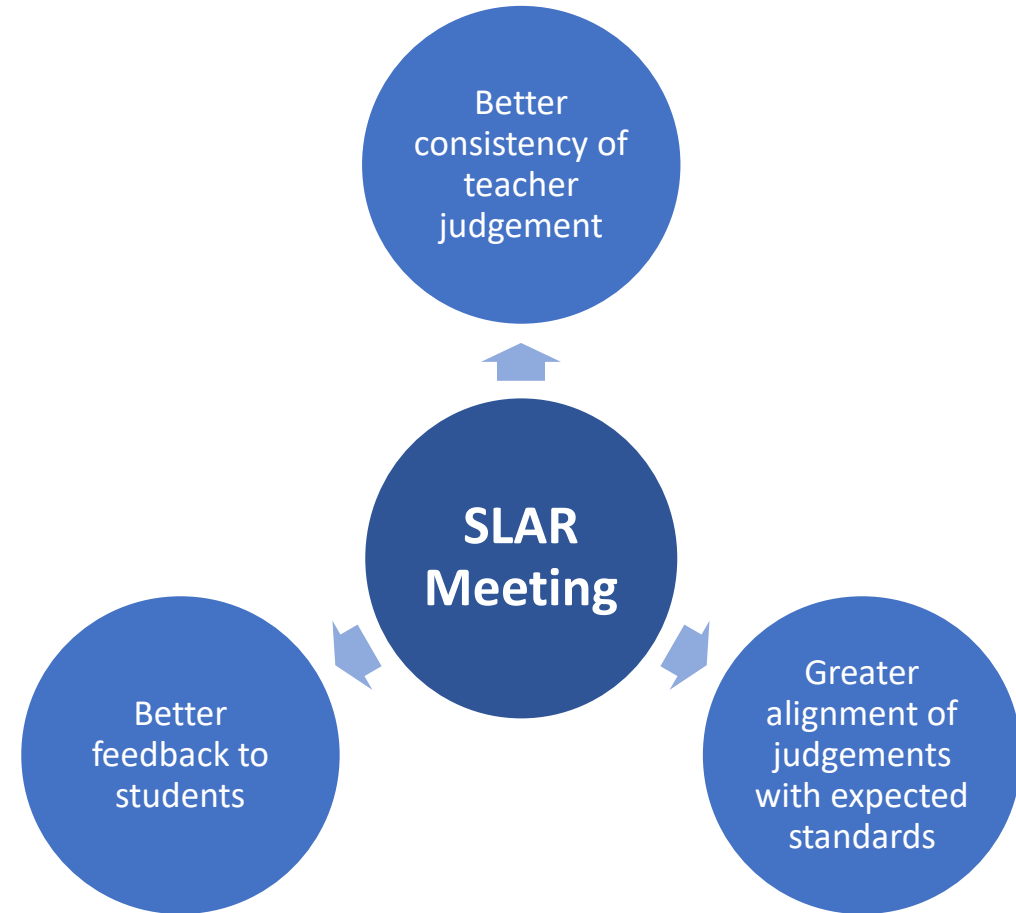 Better
consistency of
teacher
judgement
SLAR
Meeting
Better
feedback to
students
Greater
alignment of
judgements
with expected
standards